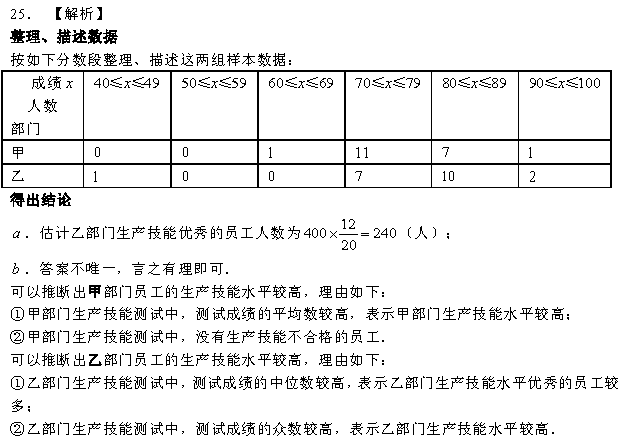 25. 【解析】
整理、描述数据
按如下分数段整理、描述这两组样本数据：
成绩 x 40≤x≤49 50≤x≤59 60≤x≤69 70≤x≤79 80≤x≤89 90≤x≤100
人数
部门
甲 0 0 1 11 7 1
乙 1 0 0 7 10 2
得出结论
a．估计乙部门生产技能优秀的员工人数为400×12/20=240（人）；
b．答案不唯一，言之有理即可．
可以推断出甲部门员工的生产技能水平较高，理由如下：
①甲部门生产技能测试中，测试成绩的平均数较高，表示甲部门生产技能水平较高；
②甲部门生产技能测试中，没有生产技能不合格的员工．
可以推断出乙部门员工的生产技能水平较高，理由如下：
①乙部门生产技能测试中，测试成绩的中位数较高，表示乙部门生产技能水平优秀的员工较
多；
②乙部门生产技能测试中，测试成绩的众数较高，表示乙部门生产技能水平较高．